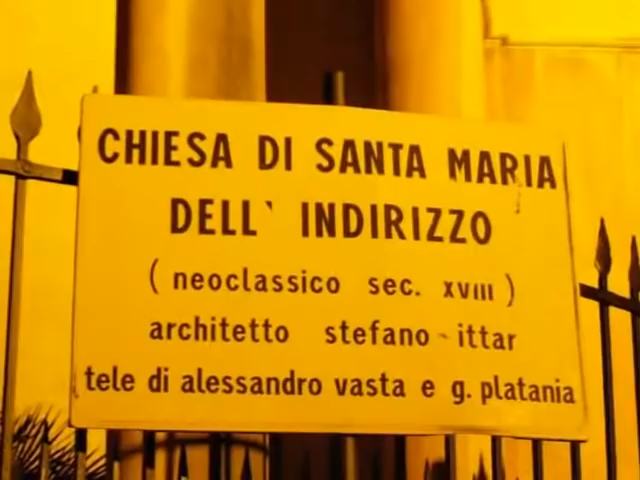 CHIESA DI SANTA MARIA
DELL' INDIRIZZO
( neoclassico sec. xviii )
architetto stefano - ittar
tele di alessandro vasta e g. platania